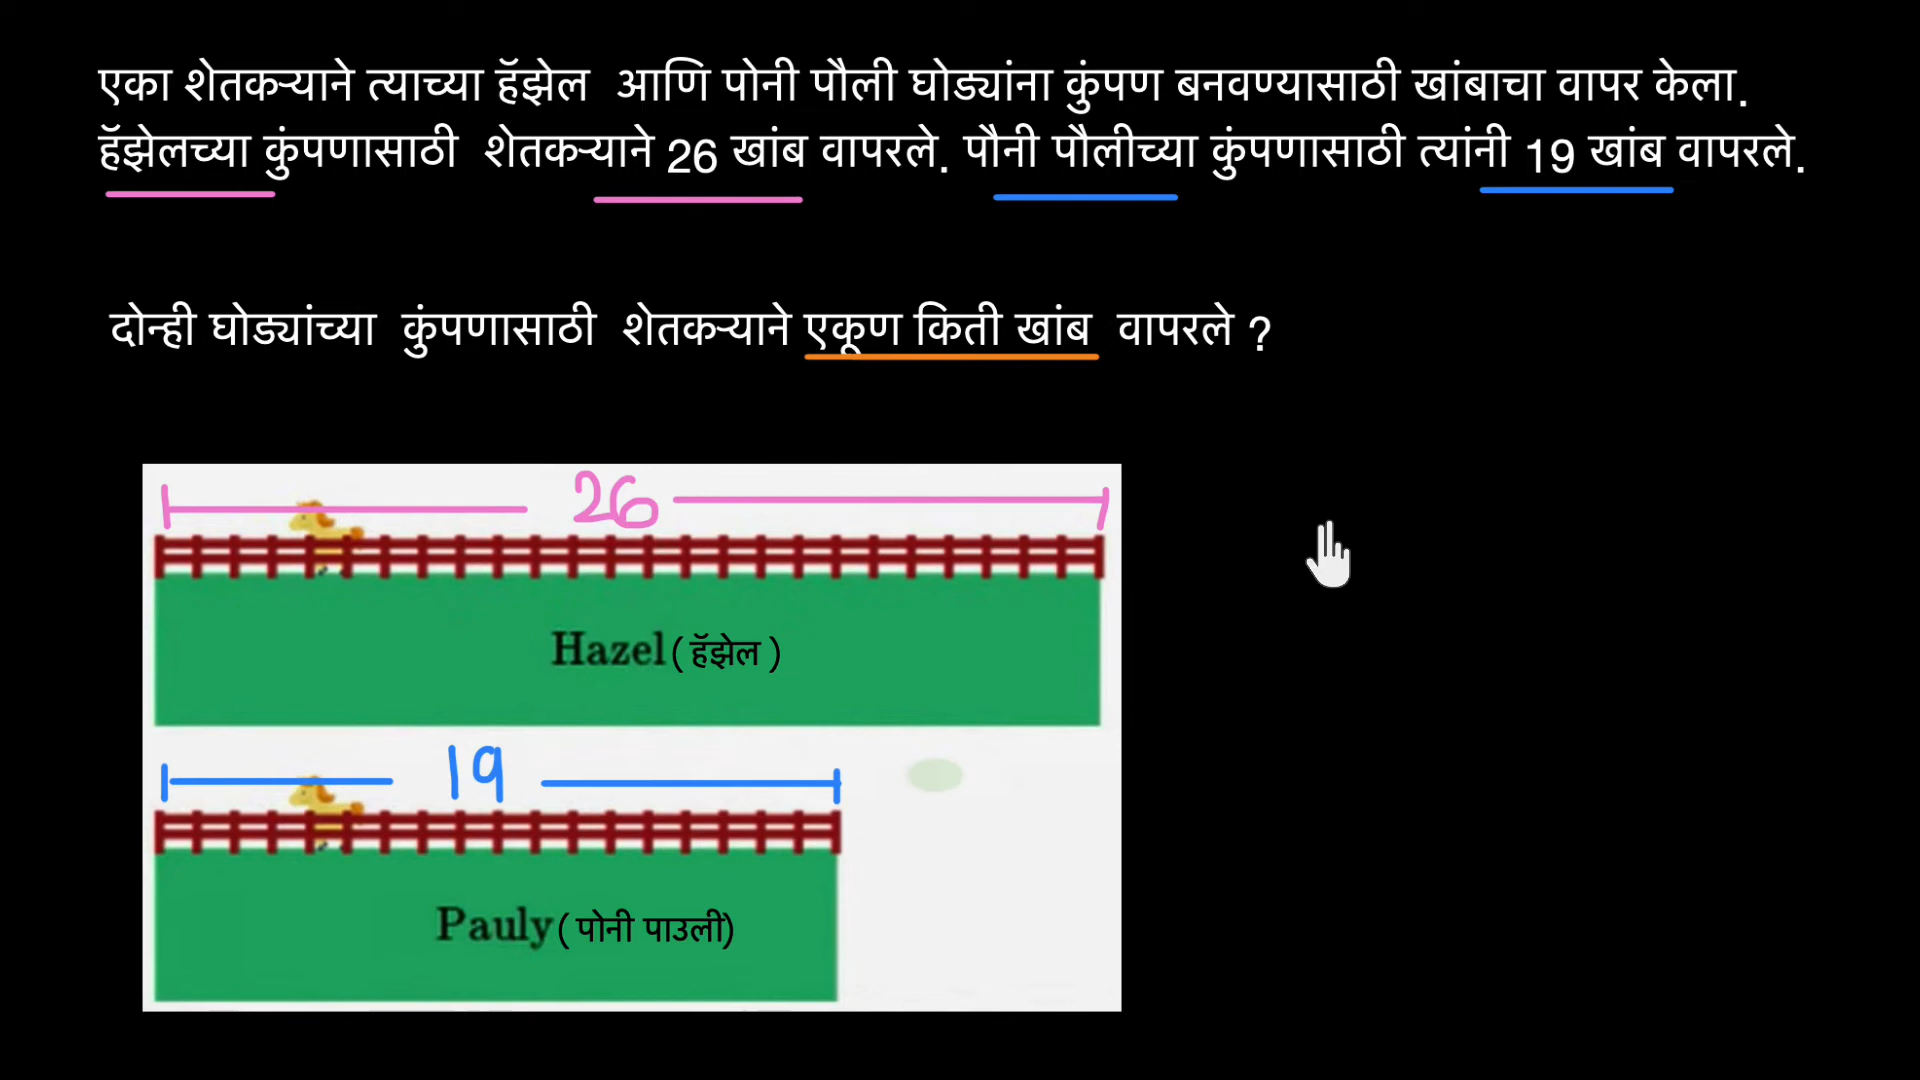 एका शेतकऱ्याने त्याच्या हॅझेल आणि पोनी पौली घोड्यांना कुंपण बनवण्यासाठी खांबाचा वापर केला.
हॅझेलच्या कुंपणासाठी शेतकऱ्याने 26 खांब वापरले. पौनी पौलीच्या कुंपणासाठी त्यांनी 19 खांब वापरले.
दोन्ही घोड्यांच्या कुंपणासाठी शेतकऱ्याने एकूण किती खांब वापरले ?
26
Hazel ( हॅझेल )
19
Pauly ( पोनी पाउली)